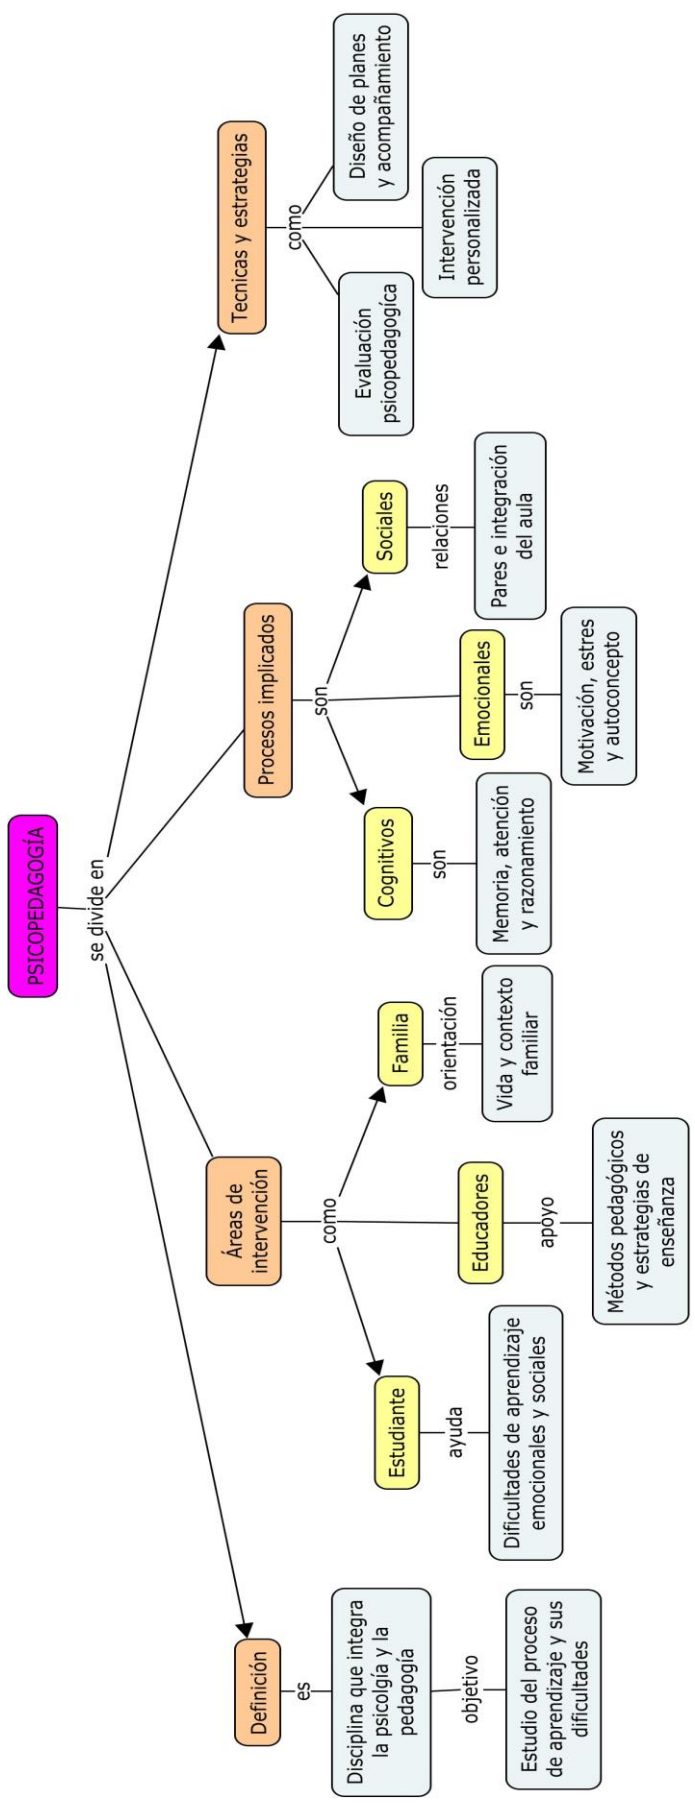 PSICOPEDAGOGÍA
se divide en
Definición
es
Disciplina que integra
la psicolgía y la
pedagogía
objetivo
Estudio del proceso
de aprendizaje y sus
dificultades
Áreas de
intervención
como
Estudiante
ayuda
Dificultades de aprendizaje
emocionales y sociales
Educadores
apoyo
Métodos pedagógicos
y estrategias de
enseñanza
Familia
orientación
Vida y contexto
familiar
Procesos implicados
son
Cognitivos
son
Memoria, atención
y razonamiento
Emocionales
son
Motivación, estres
y autoconcepto
Sociales
relaciones
Pares e integración
del aula
Tecnicas y estrategias
como
Evaluación
psicopedagogíca
Intervención
personalizada
Diseño de planes
y acompañamiento